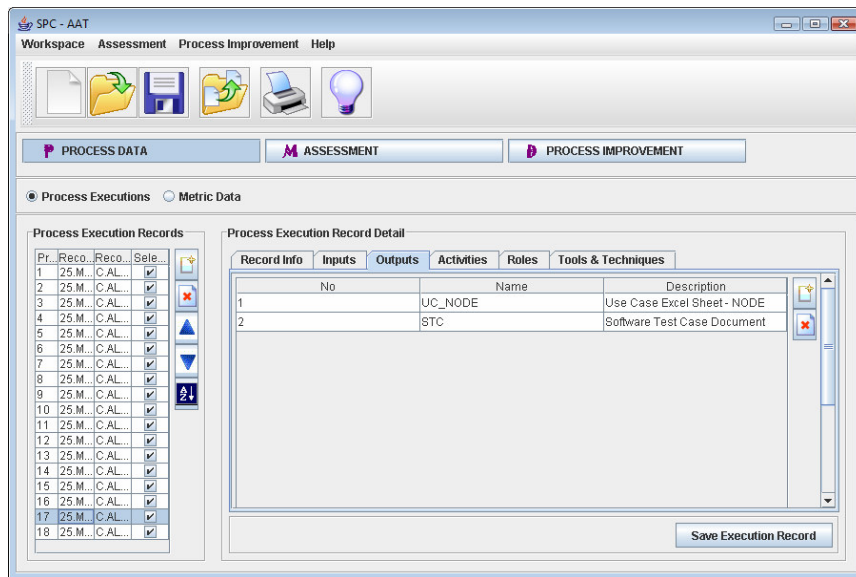 SPC - AAT
Workspace Assessment Process Improvement Help
P PROCESS DATA M ASSESSMENT D PROCESS IMPROVEMENT
Process Executions Metric Data
Process Execution Records
Pr... Reco... Reco... Sele...
1 25.M... C.AL...
2 25.M... C.AL...
3 25.M... C.AL...
4 25.M... C.AL...
5 25.M... C.AL...
6 25.M... C.AL...
7 25.M... C.AL...
8 25.M... C.AL...
9 25.M... C.AL...
10 25.M... C.AL...
11 25.M... C.AL...
12 25.M... C.AL...
13 25.M... C.AL...
14 25.M... C.AL...
15 25.M... C.AL...
16 25.M... C.AL...
17 25.M... C.AL...
18 25.M... C.AL...
A
Z
Process Execution Record Detail
Record Info Inputs Outputs Activities Roles Tools & Techniques
No Name Description
1 UC_NODE Use Case Excel Sheet - NODE
2 STC Software Test Case Document
Save Execution Record